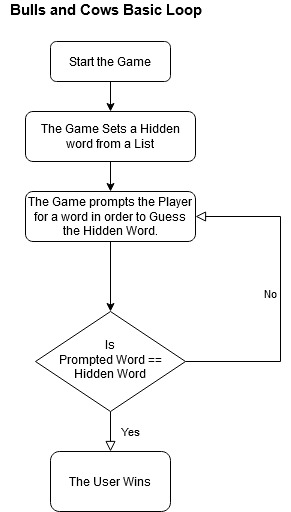 Bulls and Cows Basic Loop
Start the Game
The Game Sets a Hidden
word from a List
The Game prompts the Player
for a word in order to Guess
the Hidden Word.
No
Is
Prompted Word ==
Hidden Word
Yes
The User Wins